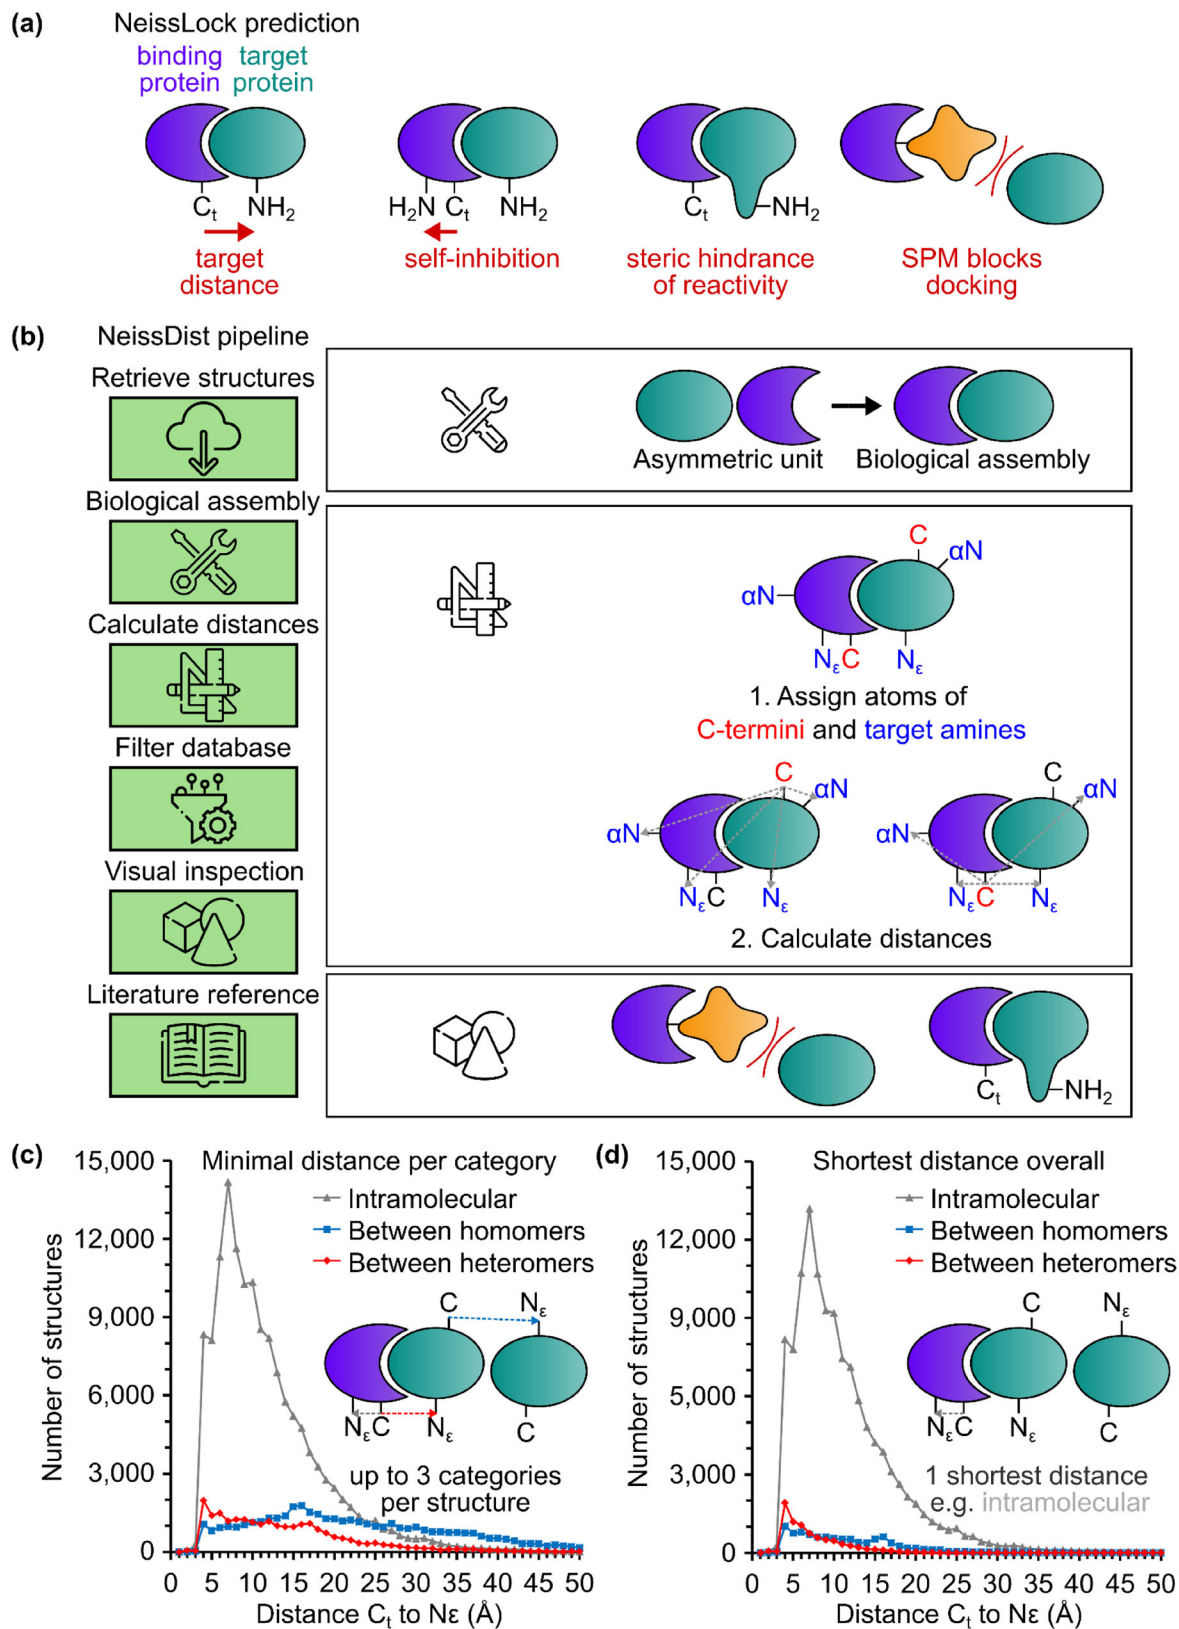 (a)
NeissLock prediction
binding target
protein protein
Ct NH2
target
distance
H2N Ct NH2
self-inhibition
Ct NH2
steric hindrance
of reactivity
SPM blocks
docking
(b)
NeissDist pipeline
Retrieve structures
Biological assembly
Calculate distances
Filter database
Visual inspection
Literature reference
Asymmetric unit
Biological assembly
C
αN
αN
Nε C
Nε
1. Assign atoms of
C-termini and target amines
C
αN
αN
Nε C
Nε
C
αN
αN
Nε C
Nε
2. Calculate distances
Ct
NH2
(c)
Minimal distance per category
Intramolecular
Between homomers
Between heteromers
C
Nε
Nε C
Nε
C
up to 3 categories
per structure
Number of structures
15,000
12,000
9,000
6,000
3,000
0
0 5 10 15 20 25 30 35 40 45 50
Distance Ct to Nε (Å)
(d)
Shortest distance overall
Intramolecular
Between homomers
Between heteromers
C
Nε
Nε C
Nε
C
1 shortest distance
e.g. intramolecular
Number of structures
15,000
12,000
9,000
6,000
3,000
0
0 5 10 15 20 25 30 35 40 45 50
Distance Ct to Nε (Å)